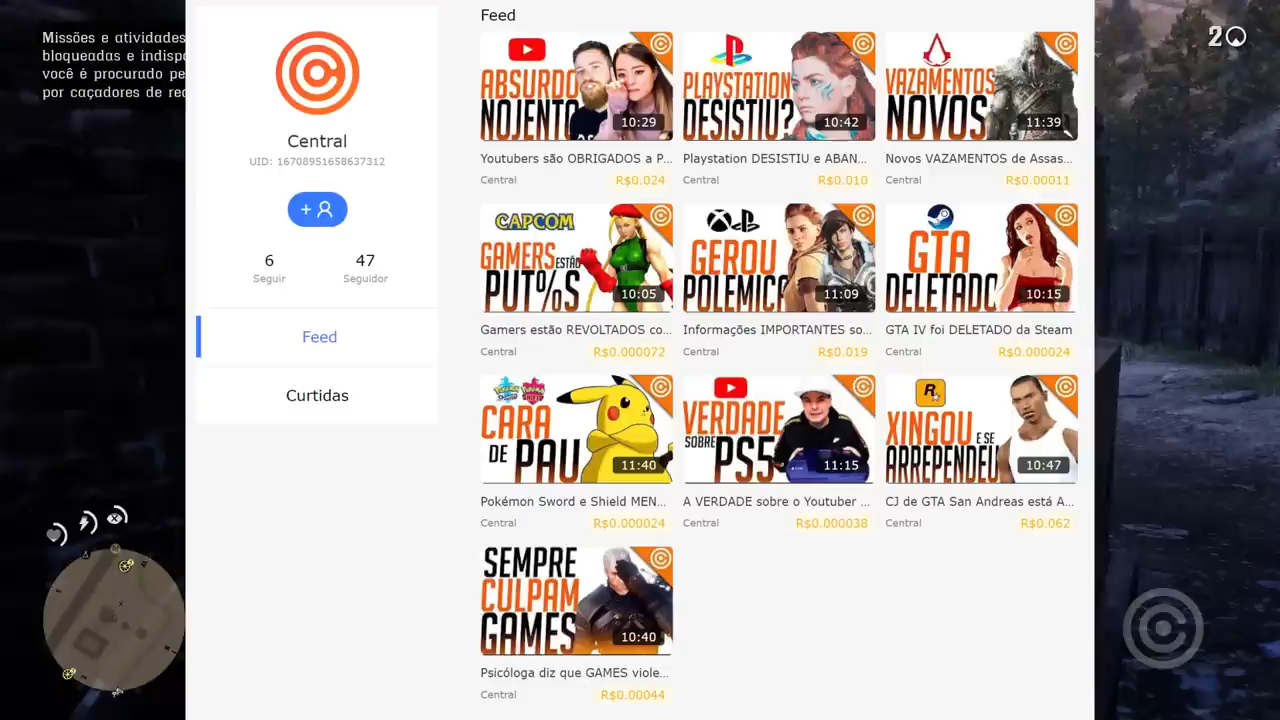 Missões e atividades
bloqueadas e indisp
você é procurado pe
por caçadores de re
2
Central
UID: 16708951658637312
+
6
47
Seguir
Seguidor
Feed
Curtidas
Feed
ABSURDO
NOJENTO
10:29
Youtubers são OBRIGADOS a P...
Central
R$0.024
PLAYSTATION
DESISTIU?
10:42
Playstation DESISTIU e ABAN...
Central
R$0.010
VAZAMENTOS
NOVOS
11:39
Novos VAZAMENTOS de Assas...
Central
R$0.00011
CAPCOM
GAMERS ESTÃO
PUT%S
10:05
Gamers estão REVOLTADOS co...
Central
R$0.000072
GEROU
POLEMICA
11:09
Informações IMPORTANTES so...
Central
R$0.019
GTA
DELETADO
10:15
GTA IV foi DELETADO da Steam
Central
R$0.000024
CARA
DE PAU
11:40
Pokémon Sword e Shield MEN...
Central
R$0.000024
VERDADE
SOBRE PS5
11:15
A VERDADE sobre o Youtuber ...
Central
R$0.000038
R
XINGOU E SE
ARREPENDEU
10:47
CJ de GTA San Andreas está A...
Central
R$0.062
SEMPRE
CULPAM
GAMES
10:40
Psicóloga diz que GAMES viole...
Central
R$0.00044